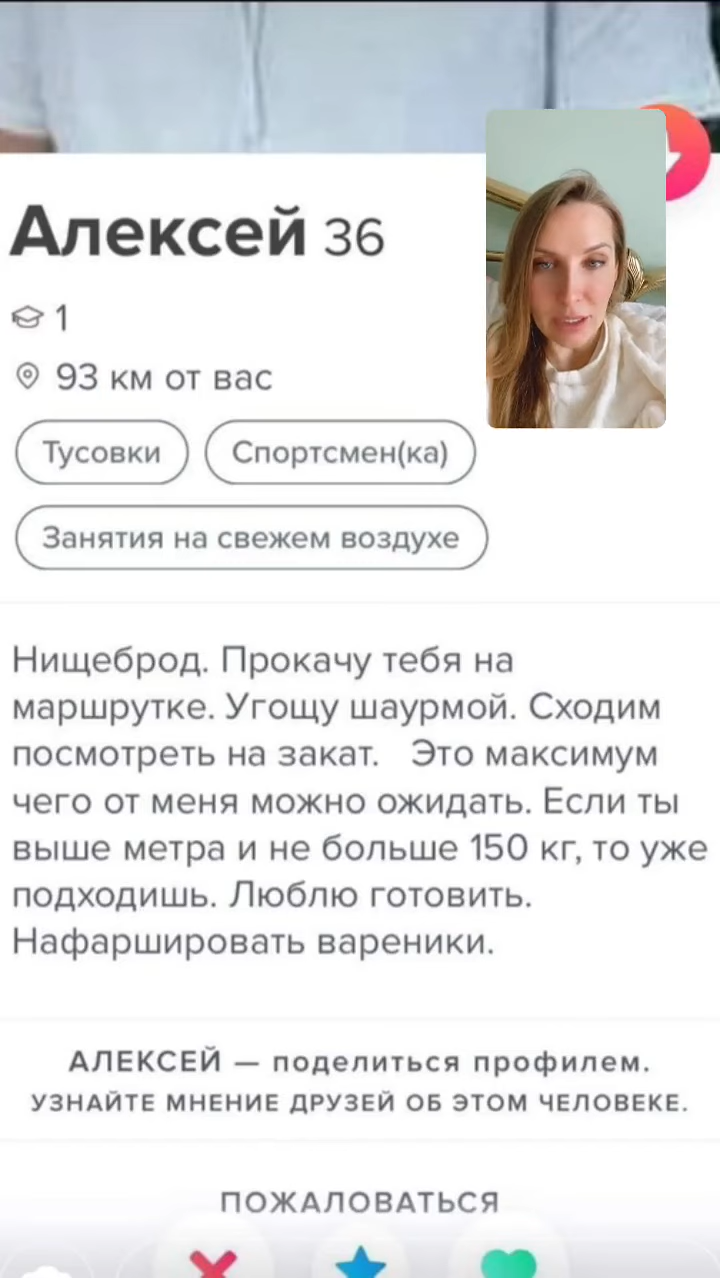 Алексей 36
1
93 км от вас
Тусовки
Спортсмен(ка)
Занятия на свежем воздухе
Нищеброд. Прокачу тебя на
маршрутке. Угощу шаурмой. Сходим
посмотреть на закат. Это максимум
чего от меня можно ожидать. Если ты
выше метра и не больше 150 кг, то уже
подходишь. Люблю готовить.
Нафаршировать вареники.
АЛЕКСЕЙ — поделиться профилем.
УЗНАЙТЕ МНЕНИЕ ДРУЗЕЙ ОБ ЭТОМ ЧЕЛОВЕКЕ.
ПОЖАЛОВАТЬСЯ